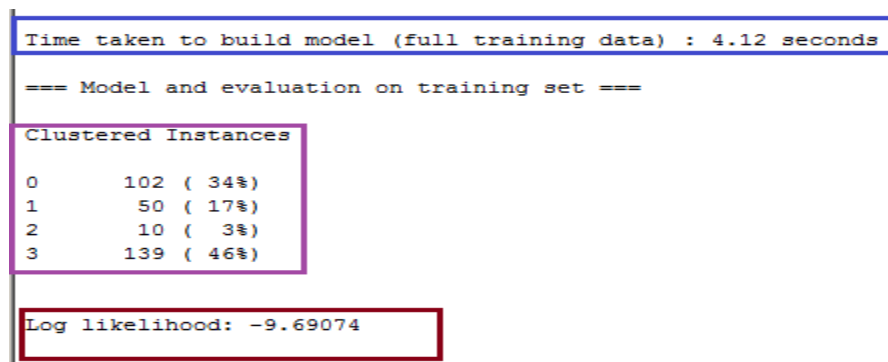 Time taken to build model (full training data) : 4.12 seconds
=== Model and evaluation on training set ===
Clustered Instances
0 102 ( 34%)
1 50 ( 17%)
2 10 ( 3%)
3 139 ( 46%)
Log likelihood: -9.69074